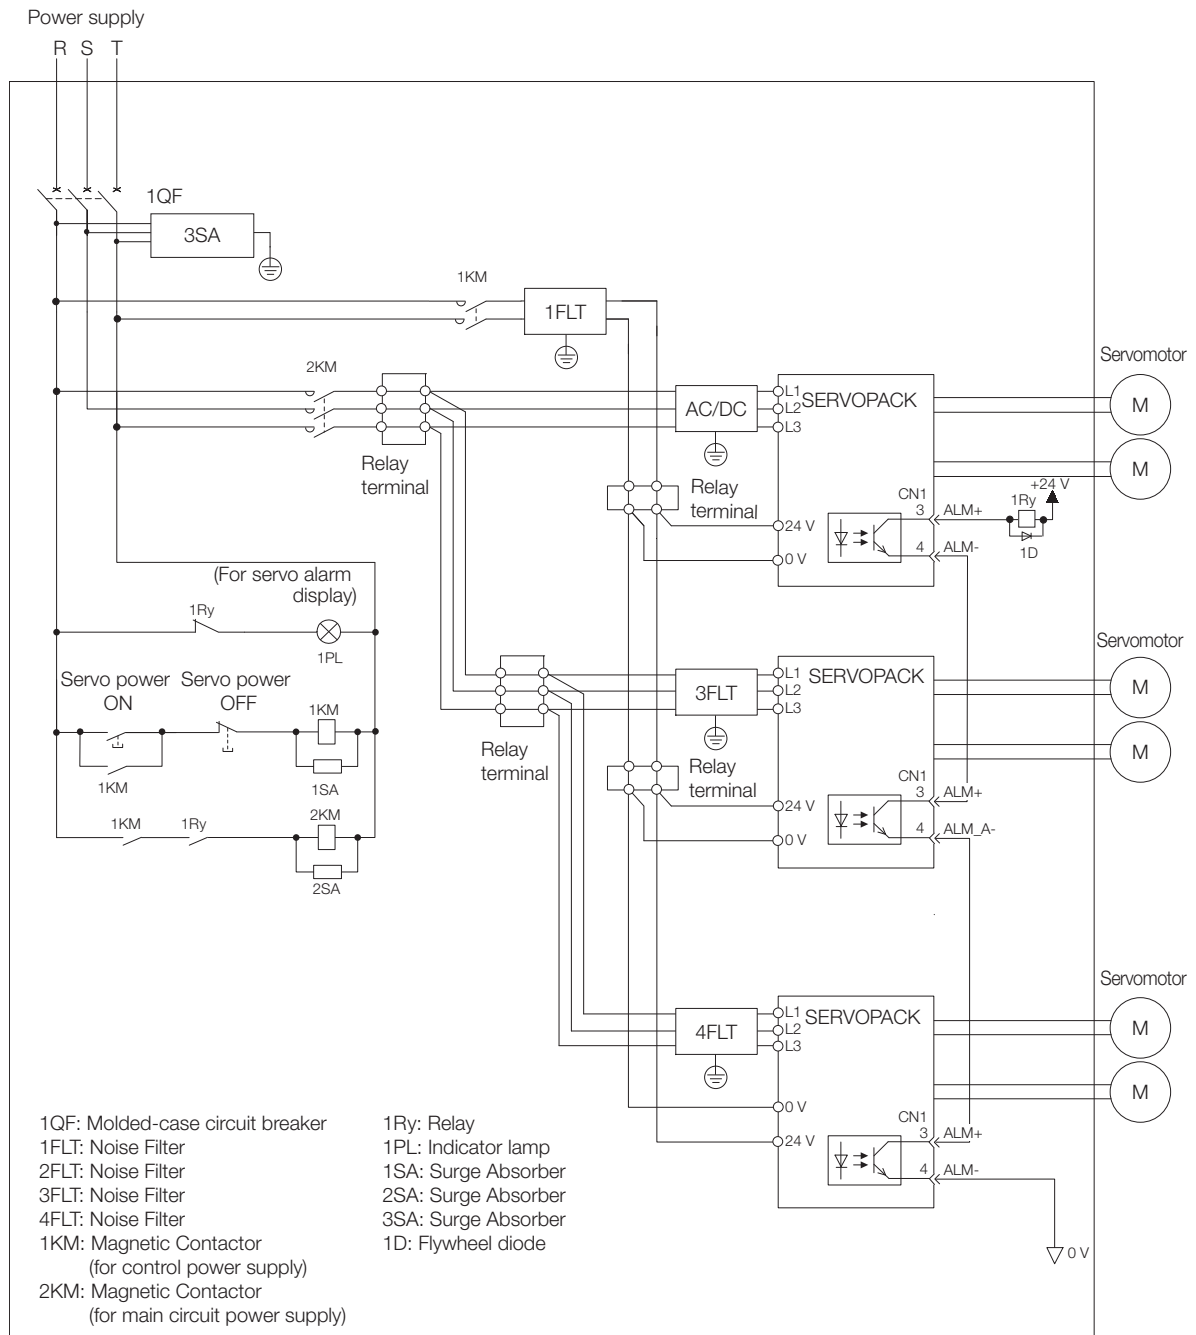 Power supply
R S T
1QF
3SA
1KM
1FLT
2KM
Relay
terminal
AC/DC
L1
L2
L3
SERVOPACK
Servomotor
M
M
Relay
terminal
24 V
0 V
CN1
3
ALM+
4
ALM-
1Ry
+24 V
1D
(For servo alarm
display)
1Ry
1PL
Servo power
ON
Servo power
OFF
1KM
1KM
1SA
1KM
1Ry
2KM
2SA
Relay
terminal
3FLT
L1
L2
L3
SERVOPACK
Servomotor
M
M
Relay
terminal
24 V
0 V
CN1
3
ALM+
4
ALM_A-
4FLT
L1
L2
L3
SERVOPACK
Servomotor
M
M
0 V
24 V
CN1
3
ALM+
4
ALM-
0 V
1QF: Molded-case circuit breaker
1FLT: Noise Filter
2FLT: Noise Filter
3FLT: Noise Filter
4FLT: Noise Filter
1KM: Magnetic Contactor
(for control power supply)
2KM: Magnetic Contactor
(for main circuit power supply)
1Ry: Relay
1PL: Indicator lamp
1SA: Surge Absorber
2SA: Surge Absorber
3SA: Surge Absorber
1D: Flywheel diode